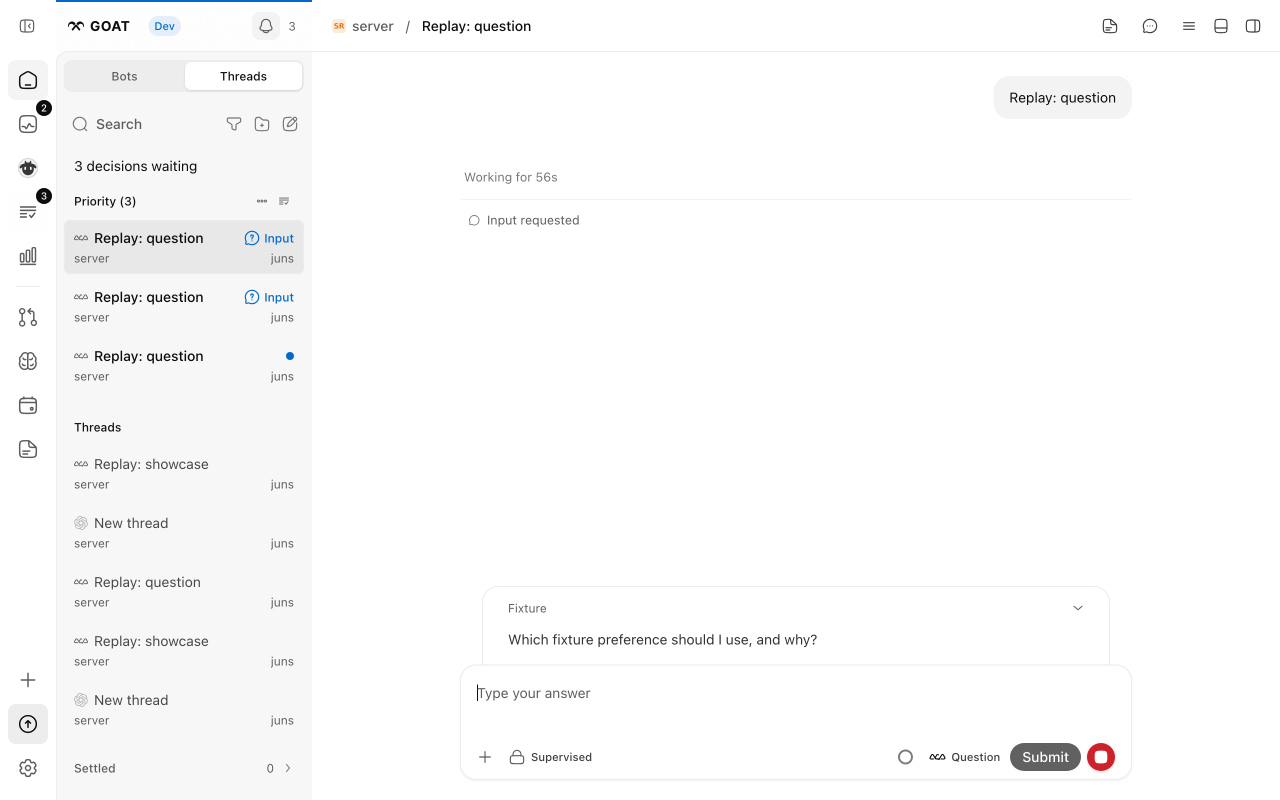 GOAT
Dev
3
SR server / Replay: question
Bots
Threads
Search
2
3
3 decisions waiting
Priority (3)
Replay: question
Input
server
juns
Replay: question
Input
server
juns
Replay: question
server
juns
Threads
Replay: showcase
server
juns
New thread
server
juns
Replay: question
server
juns
Replay: showcase
server
juns
New thread
server
juns
Settled
0
Replay: question
Working for 56s
Input requested
Fixture
Which fixture preference should I use, and why?
Type your answer
Supervised
Question
Submit